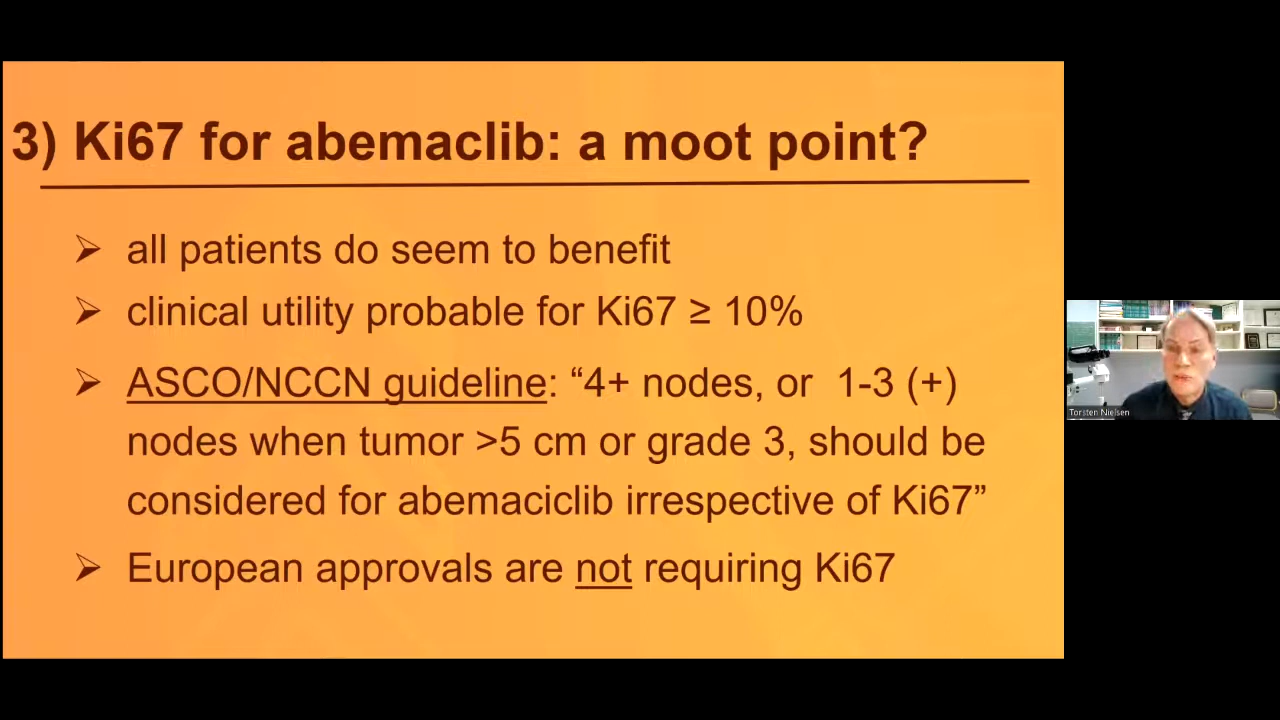 3) Ki67 for abemaclib: a moot point?
➢ all patients do seem to benefit
➢ clinical utility probable for Ki67 ≥ 10%
➢ ASCO/NCCN guideline: “4+ nodes, or 1-3 (+)
nodes when tumor >5 cm or grade 3, should be
considered for abemaciclib irrespective of Ki67”
➢ European approvals are not requiring Ki67
Torsten Nielsen